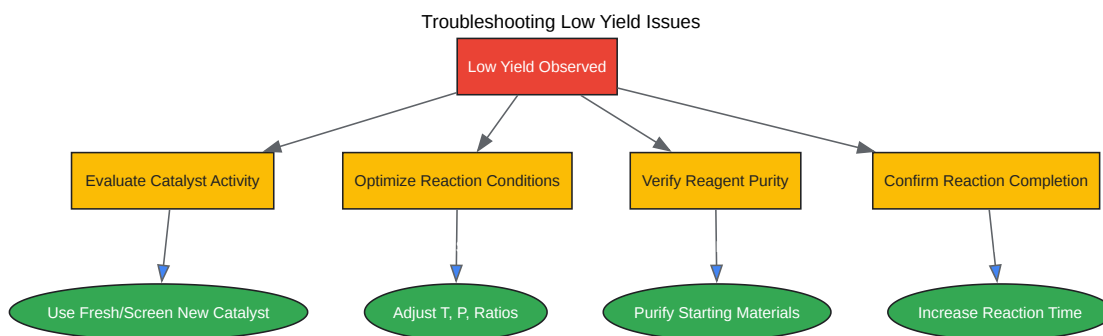 Troubleshooting Low Yield Issues
Low Yield Observed
Evaluate Catalyst Activity
Optimize Reaction Conditions
Verify Reagent Purity
Confirm Reaction Completion
Use Fresh/Screen New Catalyst
Adjust T, P, Ratios
Purify Starting Materials
Increase Reaction Time